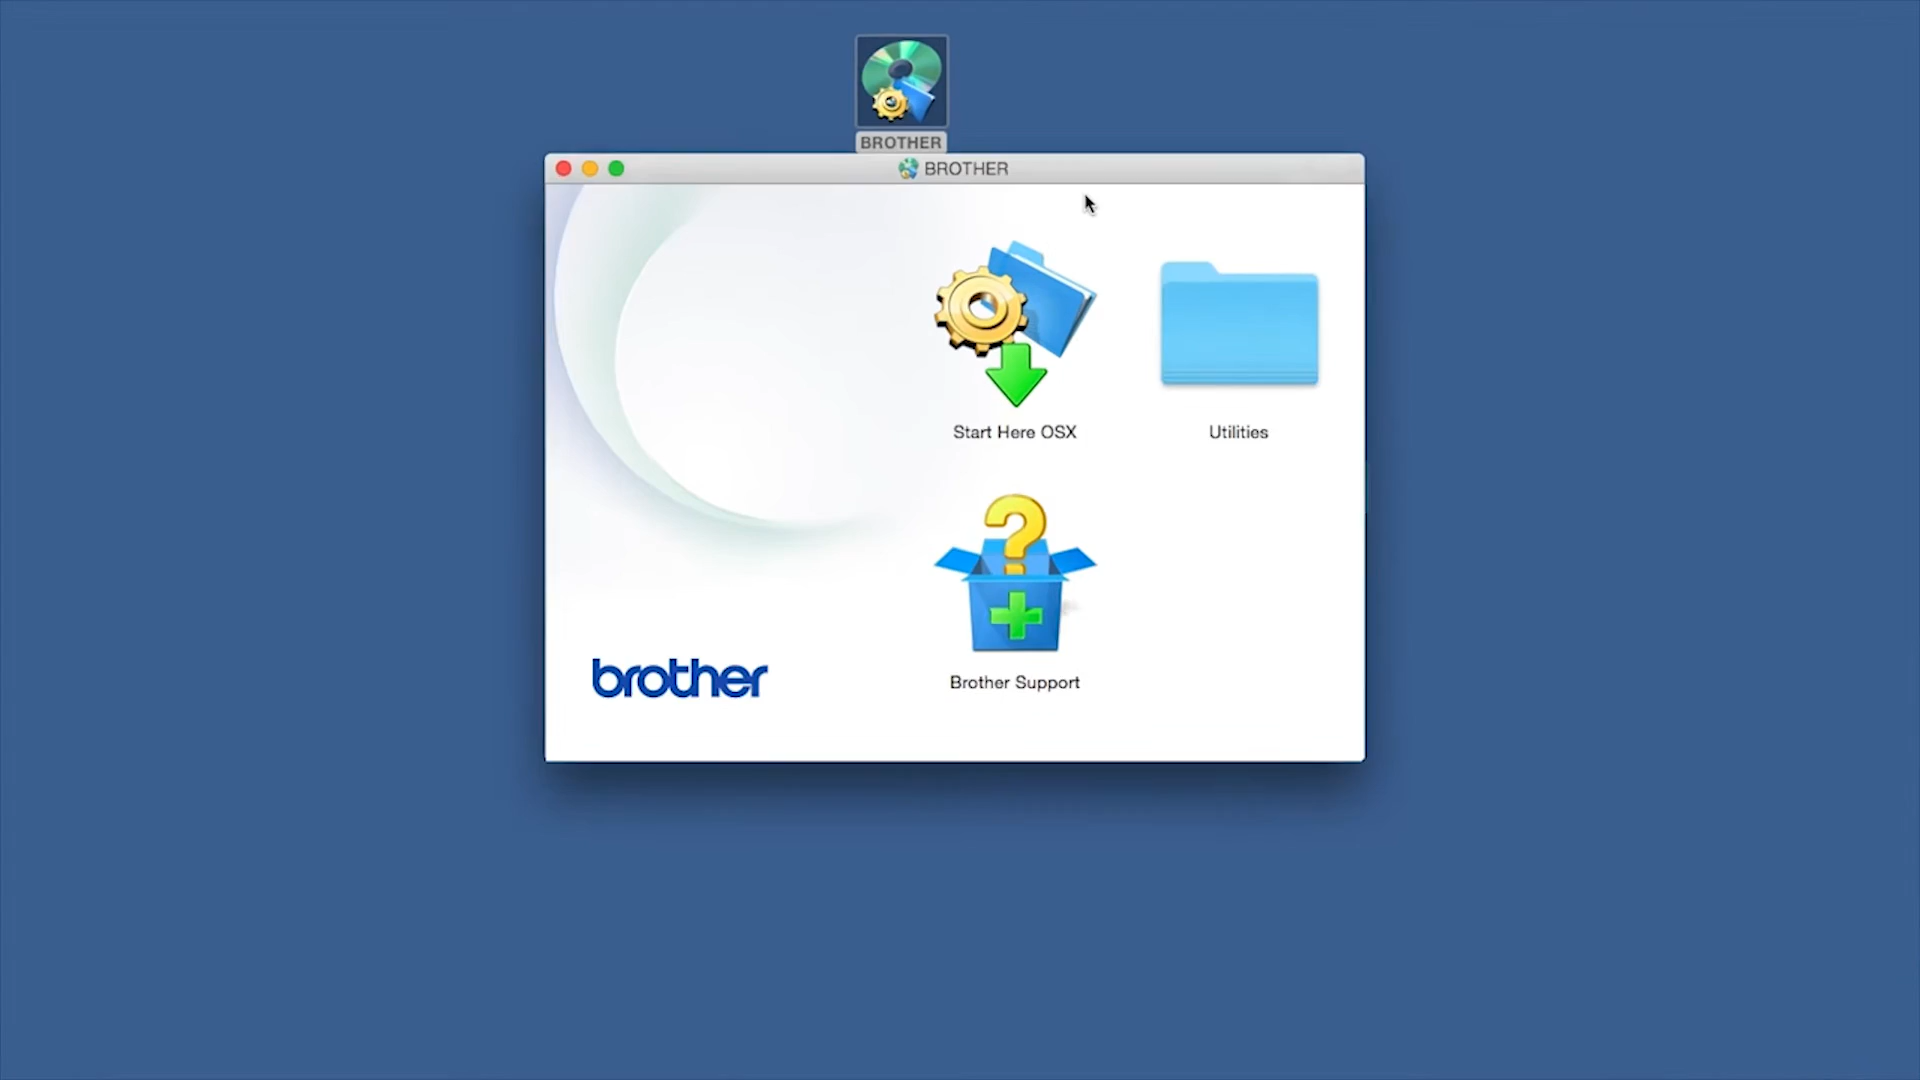 BROTHER
BROTHER
Start Here OSX
Utilities
Brother Support
brother